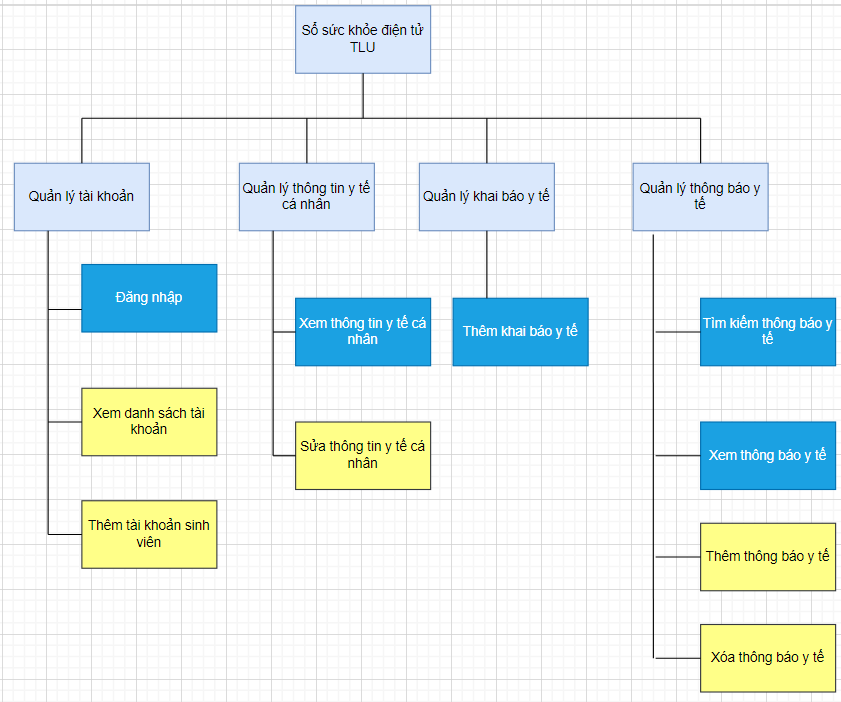 Sổ sức khỏe điện tử
TLU
Quản lý tài khoản
Quản lý thông tin y tế
cá nhân
Quản lý khai báo y tế
Quản lý thông báo y
tế
Đăng nhập
Xem danh sách tài
khoản
Thêm tài khoản sinh
viên
Xem thông tin y tế cá
nhân
Sửa thông tin y tế cá
nhân
Thêm khai báo y tế
Tìm kiếm thông báo y
tế
Xem thông báo y tế
Thêm thông báo y tế
Xóa thông báo y tế